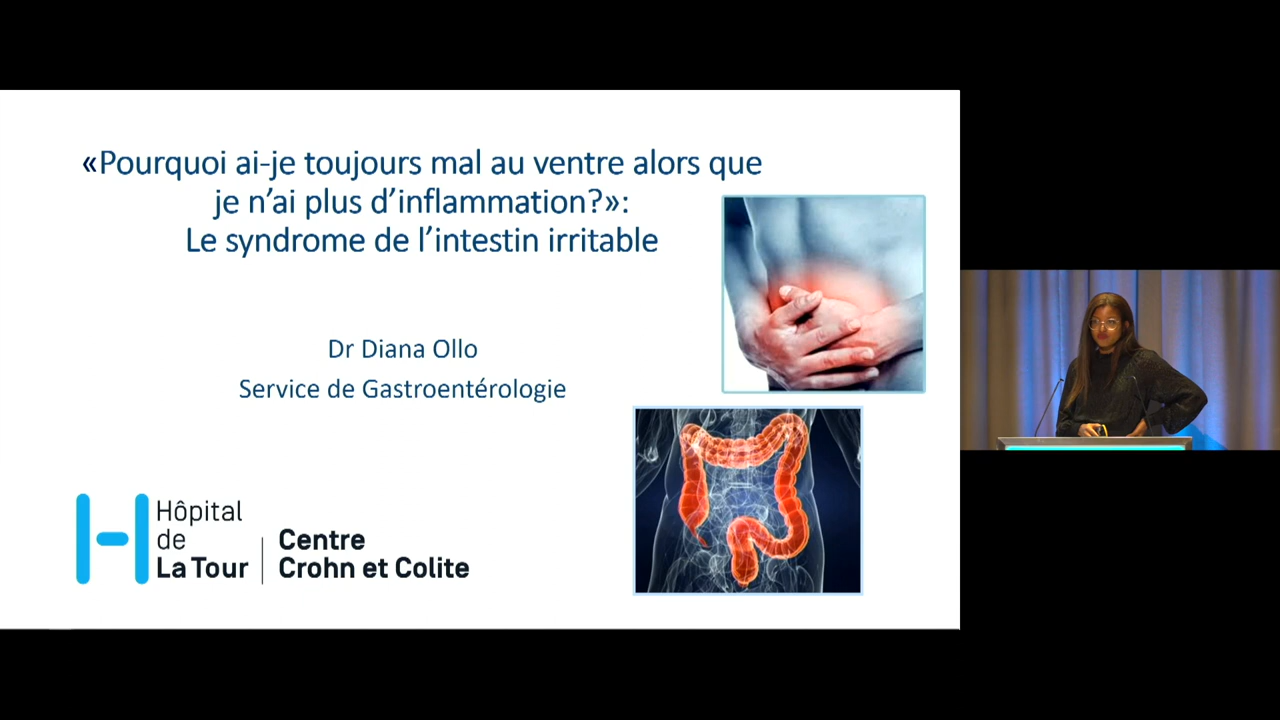 «Pourquoi ai-je toujours mal au ventre alors que
je n’ai plus d’inflammation?»:
Le syndrome de l’intestin irritable
Dr Diana Ollo
Service de Gastroentérologie
Hôpital
de
La Tour
Centre
Crohn et Colite